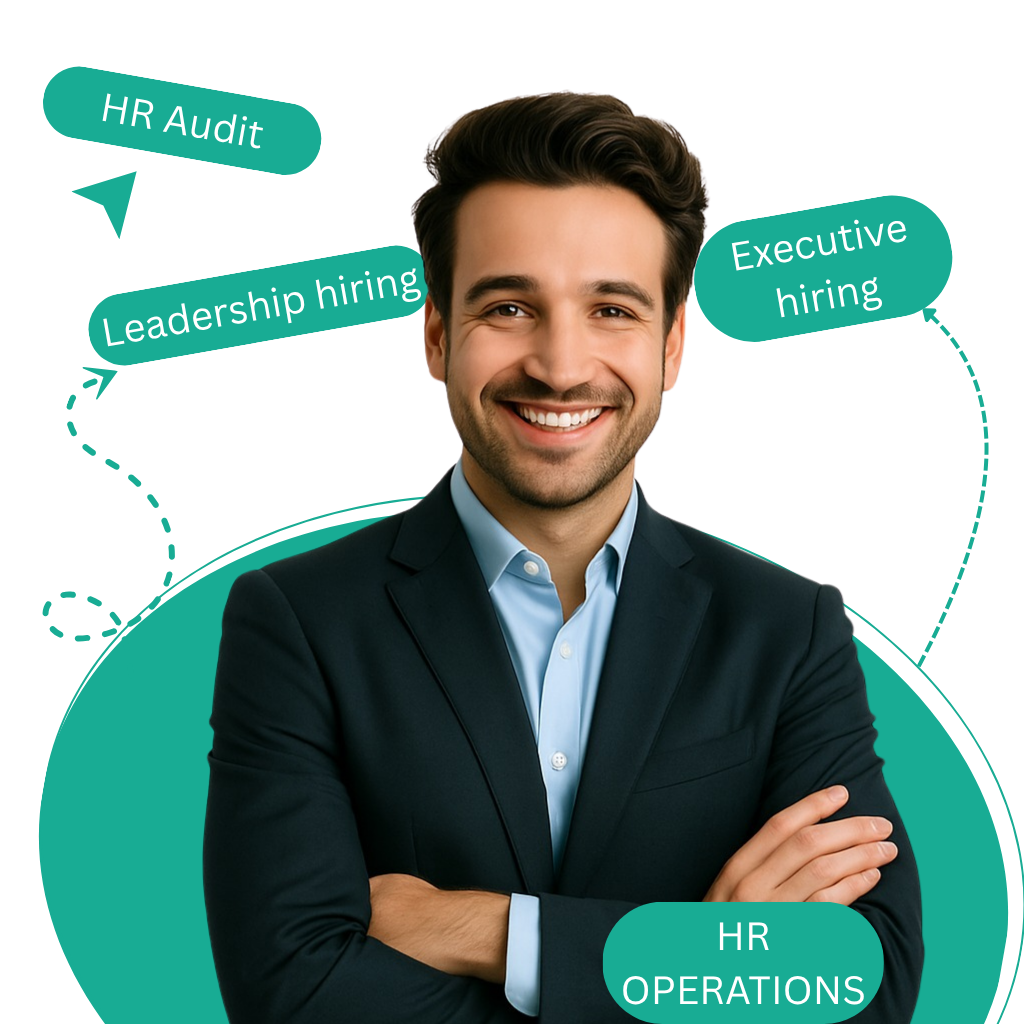 HR Audit
Executive
hiring
Leadership hiring
HR
OPERATIONS